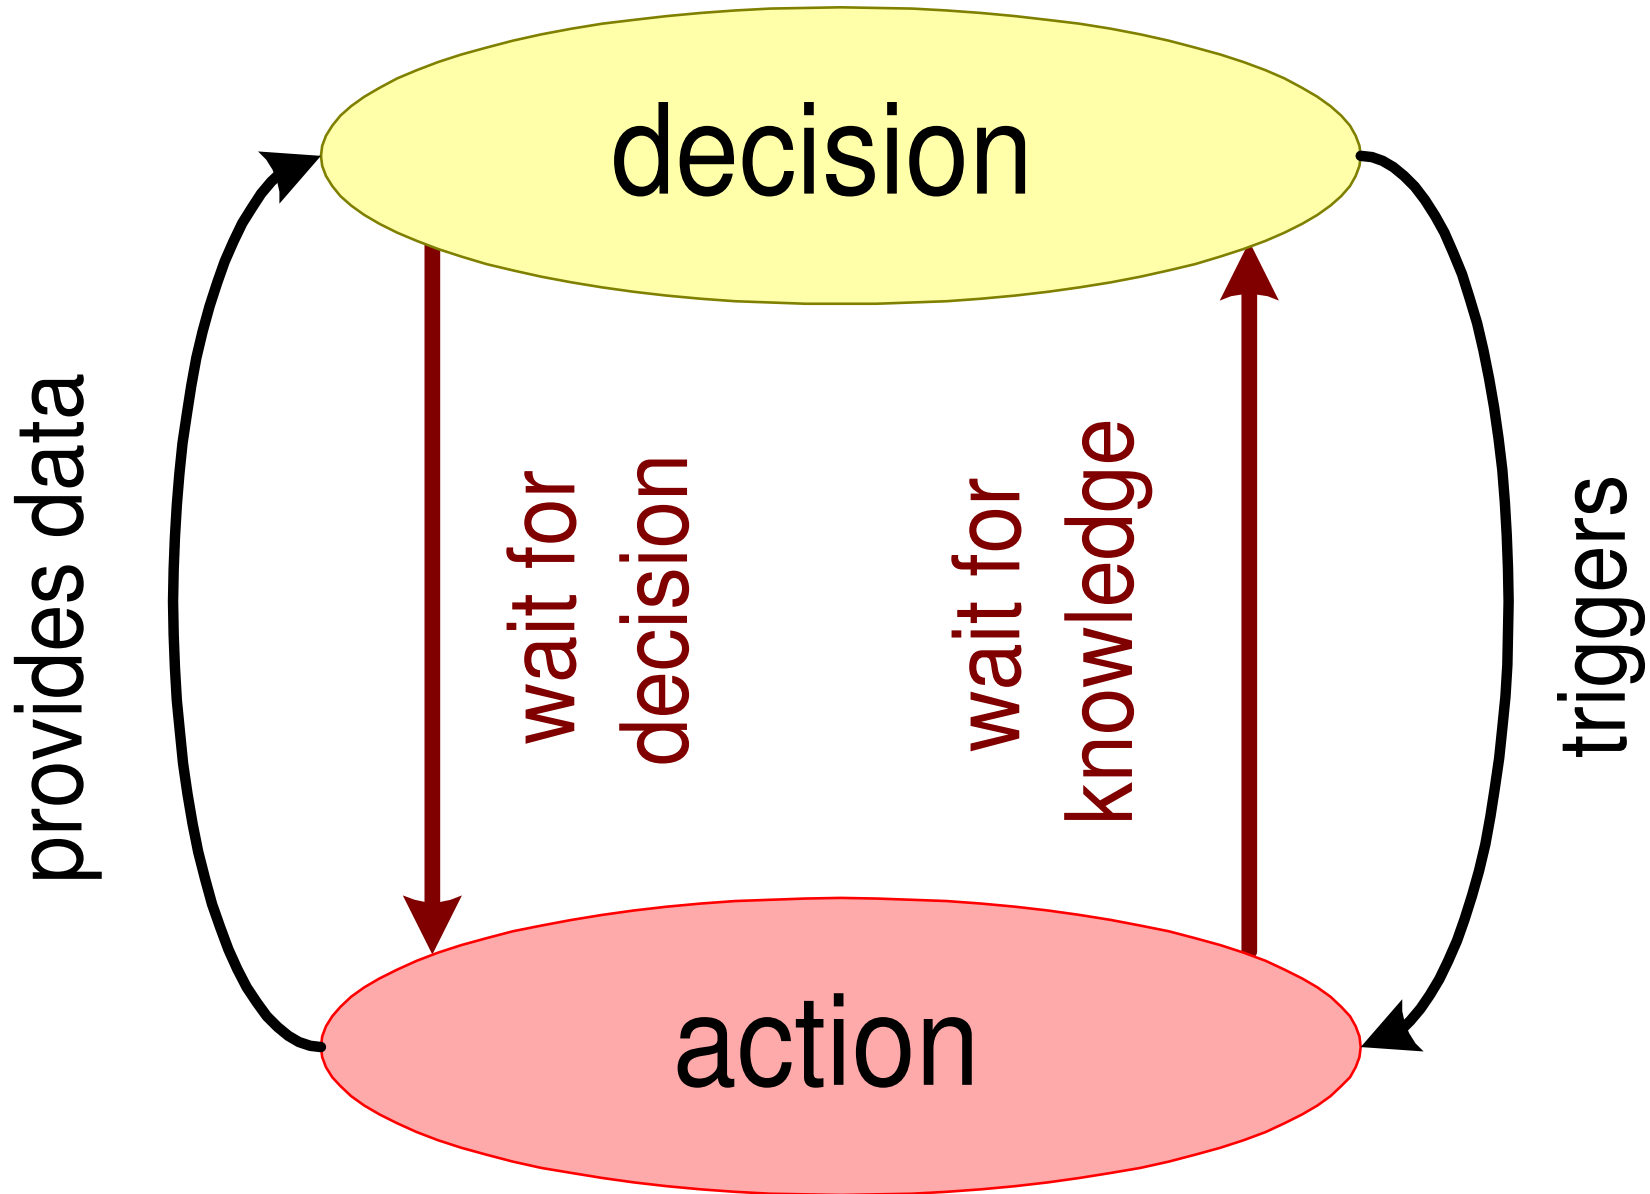 decision
provides data
wait for
decision
wait for
knowledge
triggers
action